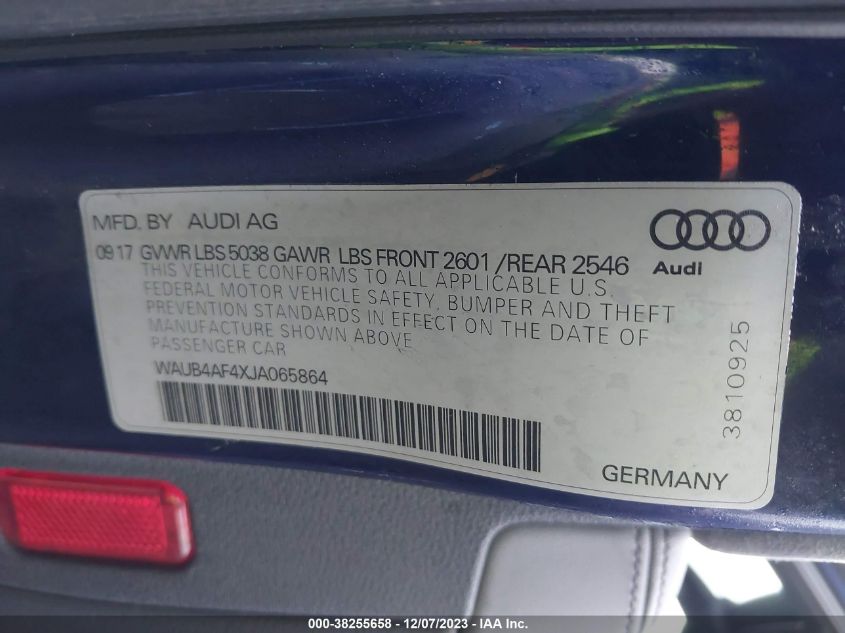 MFD. BY AUDI AG
09 17 GVWR LBS 5038 GAWR LBS FRONT 2601 /REAR 2546
Audi
THIS VEHICLE CONFORMS TO ALL APPLICABLE U.S.
FEDERAL MOTOR VEHICLE SAFETY, BUMPER AND THEFT
PREVENTION STANDARDS IN EFFECT ON THE DATE OF
MANUFACTURE SHOWN ABOVE
PASSENGER CAR
WAUB4AF4XJA065864
3810925
GERMANY
000-38255658 - 12/07/2023 - IAA Inc.